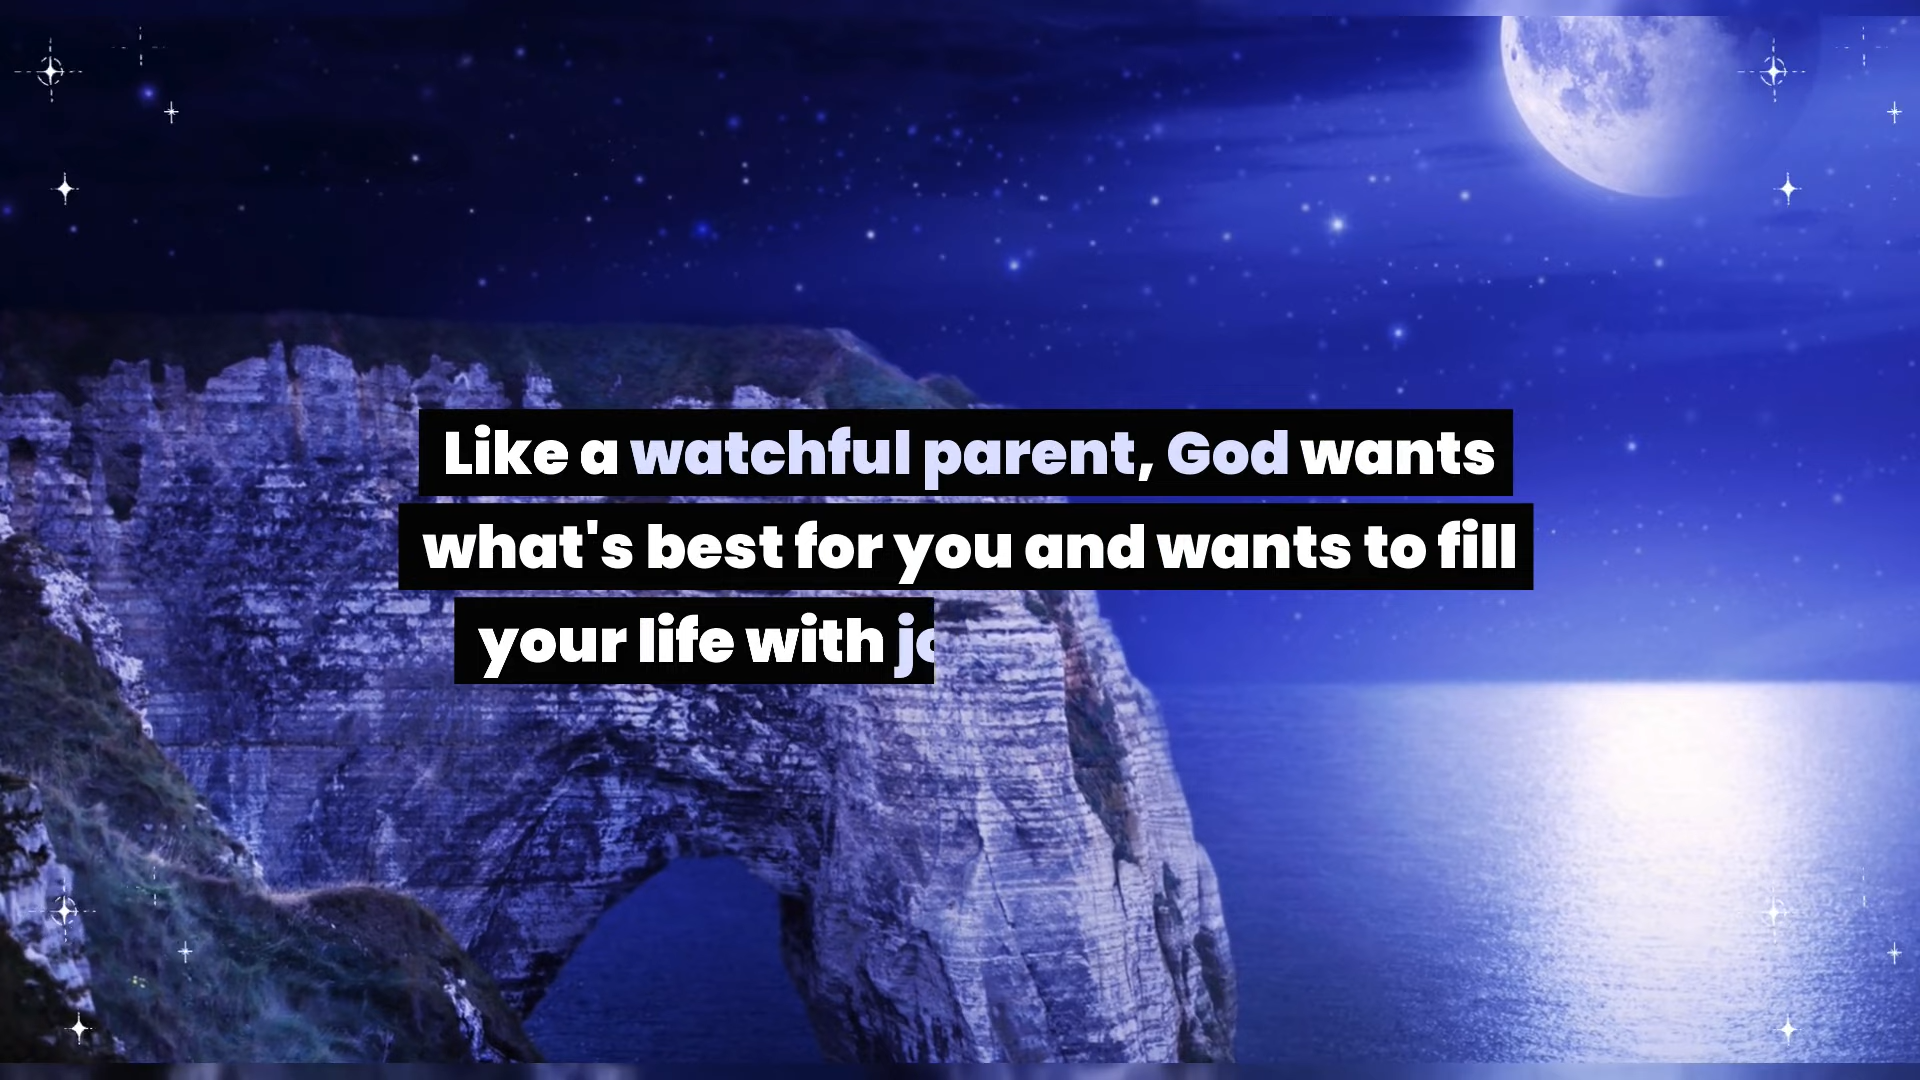 Like a watchful parent, God wants
what's best for you and wants to fill
your life with